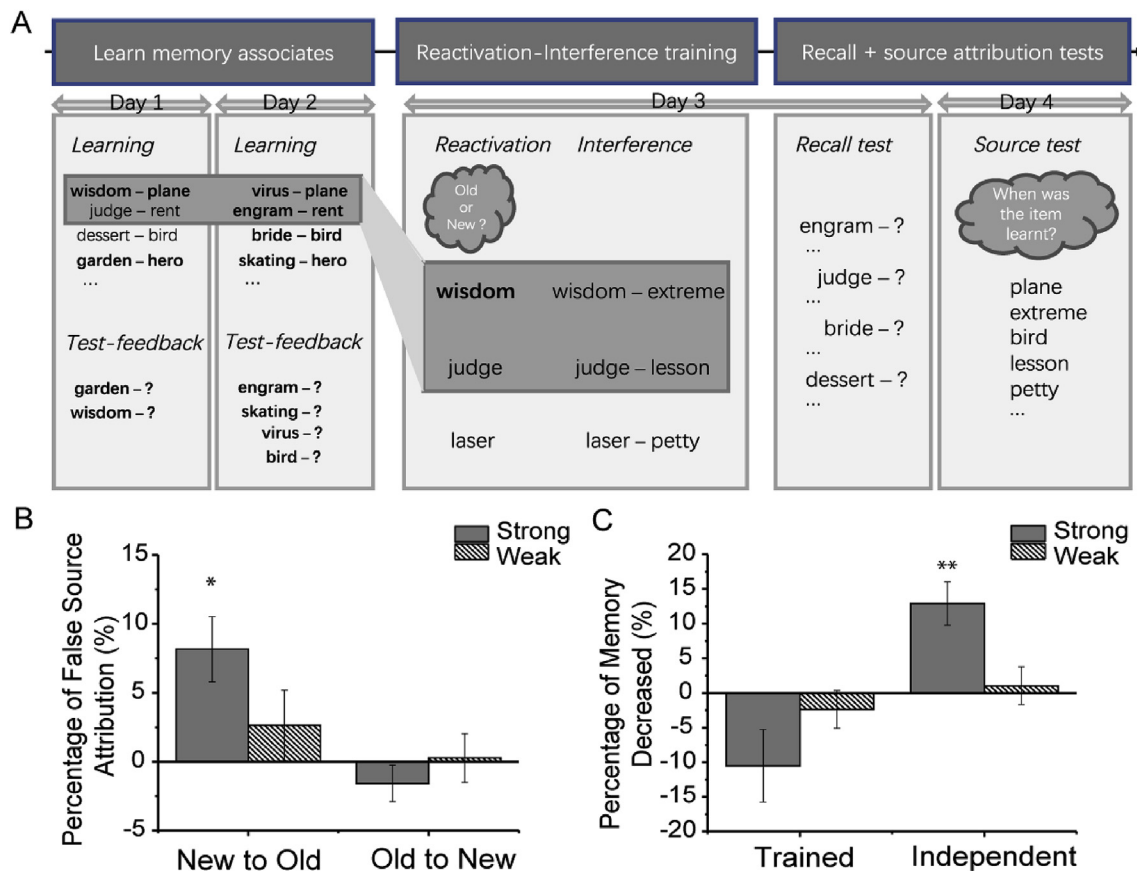 A
Learn memory associates
Reactivation-Interference training
Recall + source attribution tests
Day 1
Day 2
Day 3
Day 4
Learning
wisdom – plane
judge – rent
dessert – bird
garden – hero
...
Test-feedback
garden – ?
wisdom – ?
Learning
virus – plane
engram – rent
bride – bird
skating – hero
...
Test-feedback
engram – ?
skating – ?
virus – ?
bird – ?
Reactivation
Interference
Old
or
New ?
wisdom
wisdom – extreme
judge
judge – lesson
laser
laser – petty
Recall test
engram – ?
...
judge – ?
...
bride – ?
...
dessert – ?
...
Source test
When was
the item
learnt?
plane
extreme
bird
lesson
petty
...
B
Strong
Weak
Percentage of False Source
Attribution (%)
15
10
5
0
-5
*
New to Old
Old to New
C
Strong
Weak
Percentage of Memory
Decreased (%)
20
15
10
5
0
-5
-10
-15
-20
**
Trained
Independent